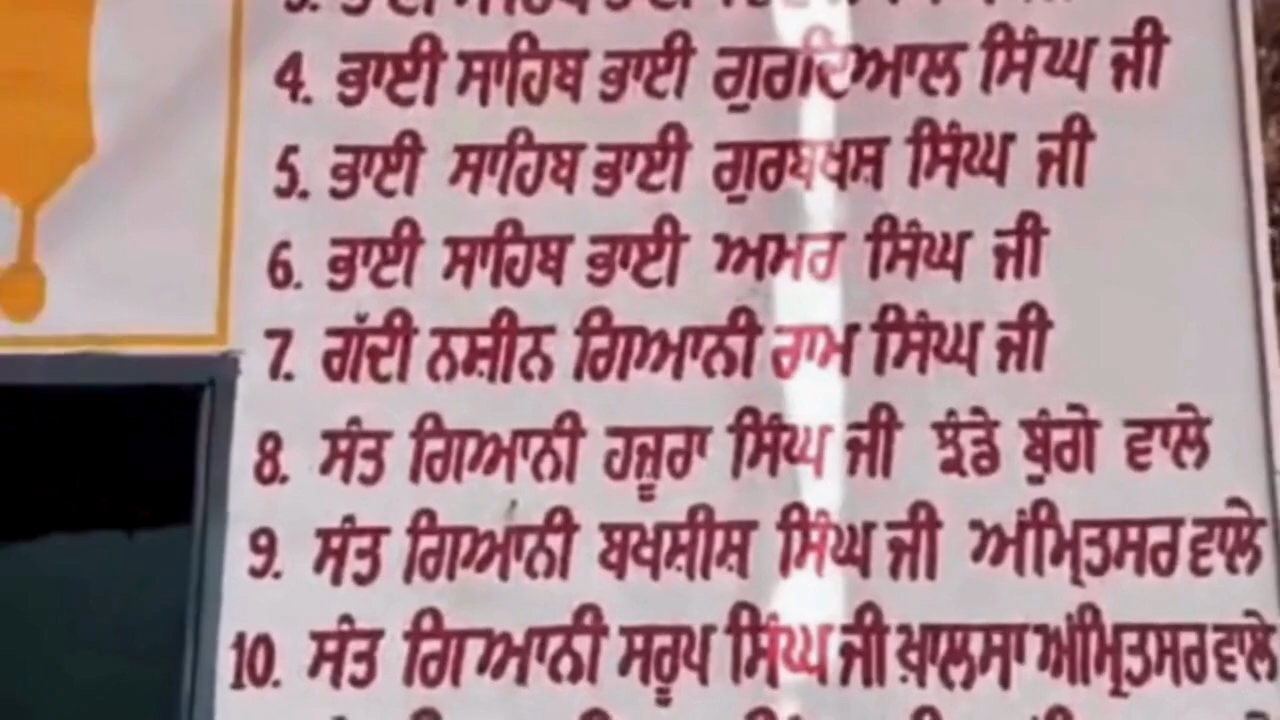 4. ਭਾਈ ਸਾਹਿਬ ਭਾਈ ਗੁਰਦਿਆਲ ਸਿੰਘ ਜੀ
5. ਭਾਈ ਸਾਹਿਬ ਭਾਈ ਗੁਰਬਖਸ਼ ਸਿੰਘ ਜੀ
6. ਭਾਈ ਸਾਹਿਬ ਭਾਈ ਅਮਰ ਸਿੰਘ ਜੀ
7. ਗੱਦੀ ਨਸ਼ੀਨ ਗਿਆਨੀ ਰਾਮ ਸਿੰਘ ਜੀ
8. ਸੰਤ ਗਿਆਨੀ ਹਜ਼ੂਰਾ ਸਿੰਘ ਜੀ ਝੰਡੇ ਬੁੰਗੇ ਵਾਲੇ
9. ਸੰਤ ਗਿਆਨੀ ਬਖਸ਼ੀਸ਼ ਸਿੰਘ ਜੀ ਅੰਮ੍ਰਿਤਸਰ ਵਾਲੇ
10. ਸੰਤ ਗਿਆਨੀ ਸਰੂਪ ਸਿੰਘ ਜੀ ਖ਼ਾਲਸਾ ਅੰਮ੍ਰਿਤਸਰ ਵਾਲੇ